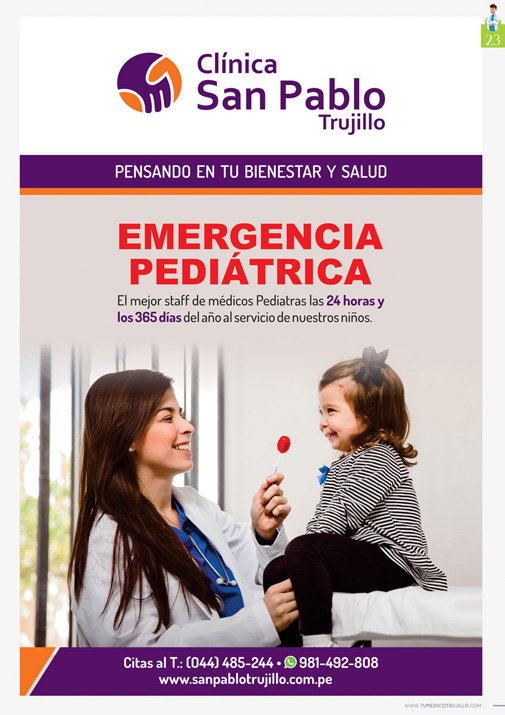 23
Clínica
San Pablo
Trujillo
PENSANDO EN TU BIENESTAR Y SALUD
EMERGENCIA
PEDIÁTRICA
El mejor staff de médicos Pediatras las 24 horas y
los 365 días del año al servicio de nuestros niños.
Citas al T.: (044) 485-244 • 981-492-808
www.sanpablotrujillo.com.pe
WWW.TUMEDICOTRUJILLO.COM